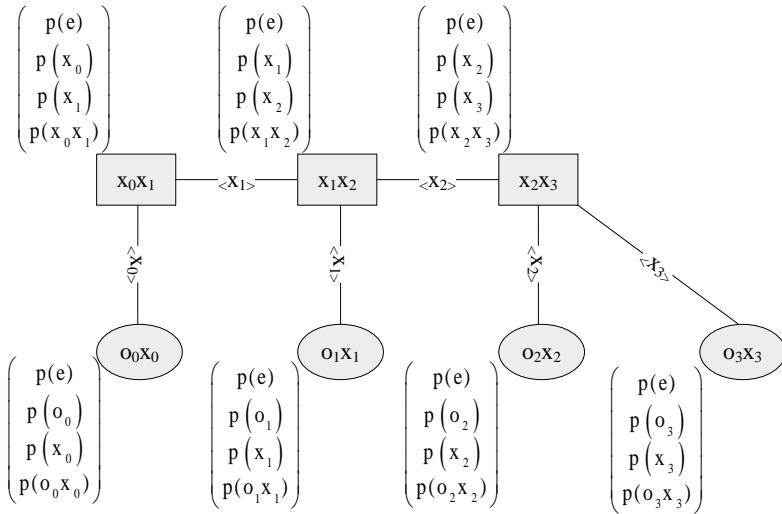 p(e) p(e) p(e)
p(x₀) p(x₁) p(x₂)
p(x₁) p(x₂) p(x₃)
p(x₀x₁) p(x₁x₂) p(x₂x₃)
x₀x₁ <x₁> x₁x₂ <x₂> x₂x₃
<x₀> <x₁> <x₂> <x₃>
o₀x₀ o₁x₁ o₂x₂ o₃x₃
p(e) p(e) p(e) p(e)
p(o₀) p(o₁) p(o₂) p(o₃)
p(x₀) p(x₁) p(x₂) p(x₃)
p(o₀x₀) p(o₁x₁) p(o₂x₂) p(o₃x₃)